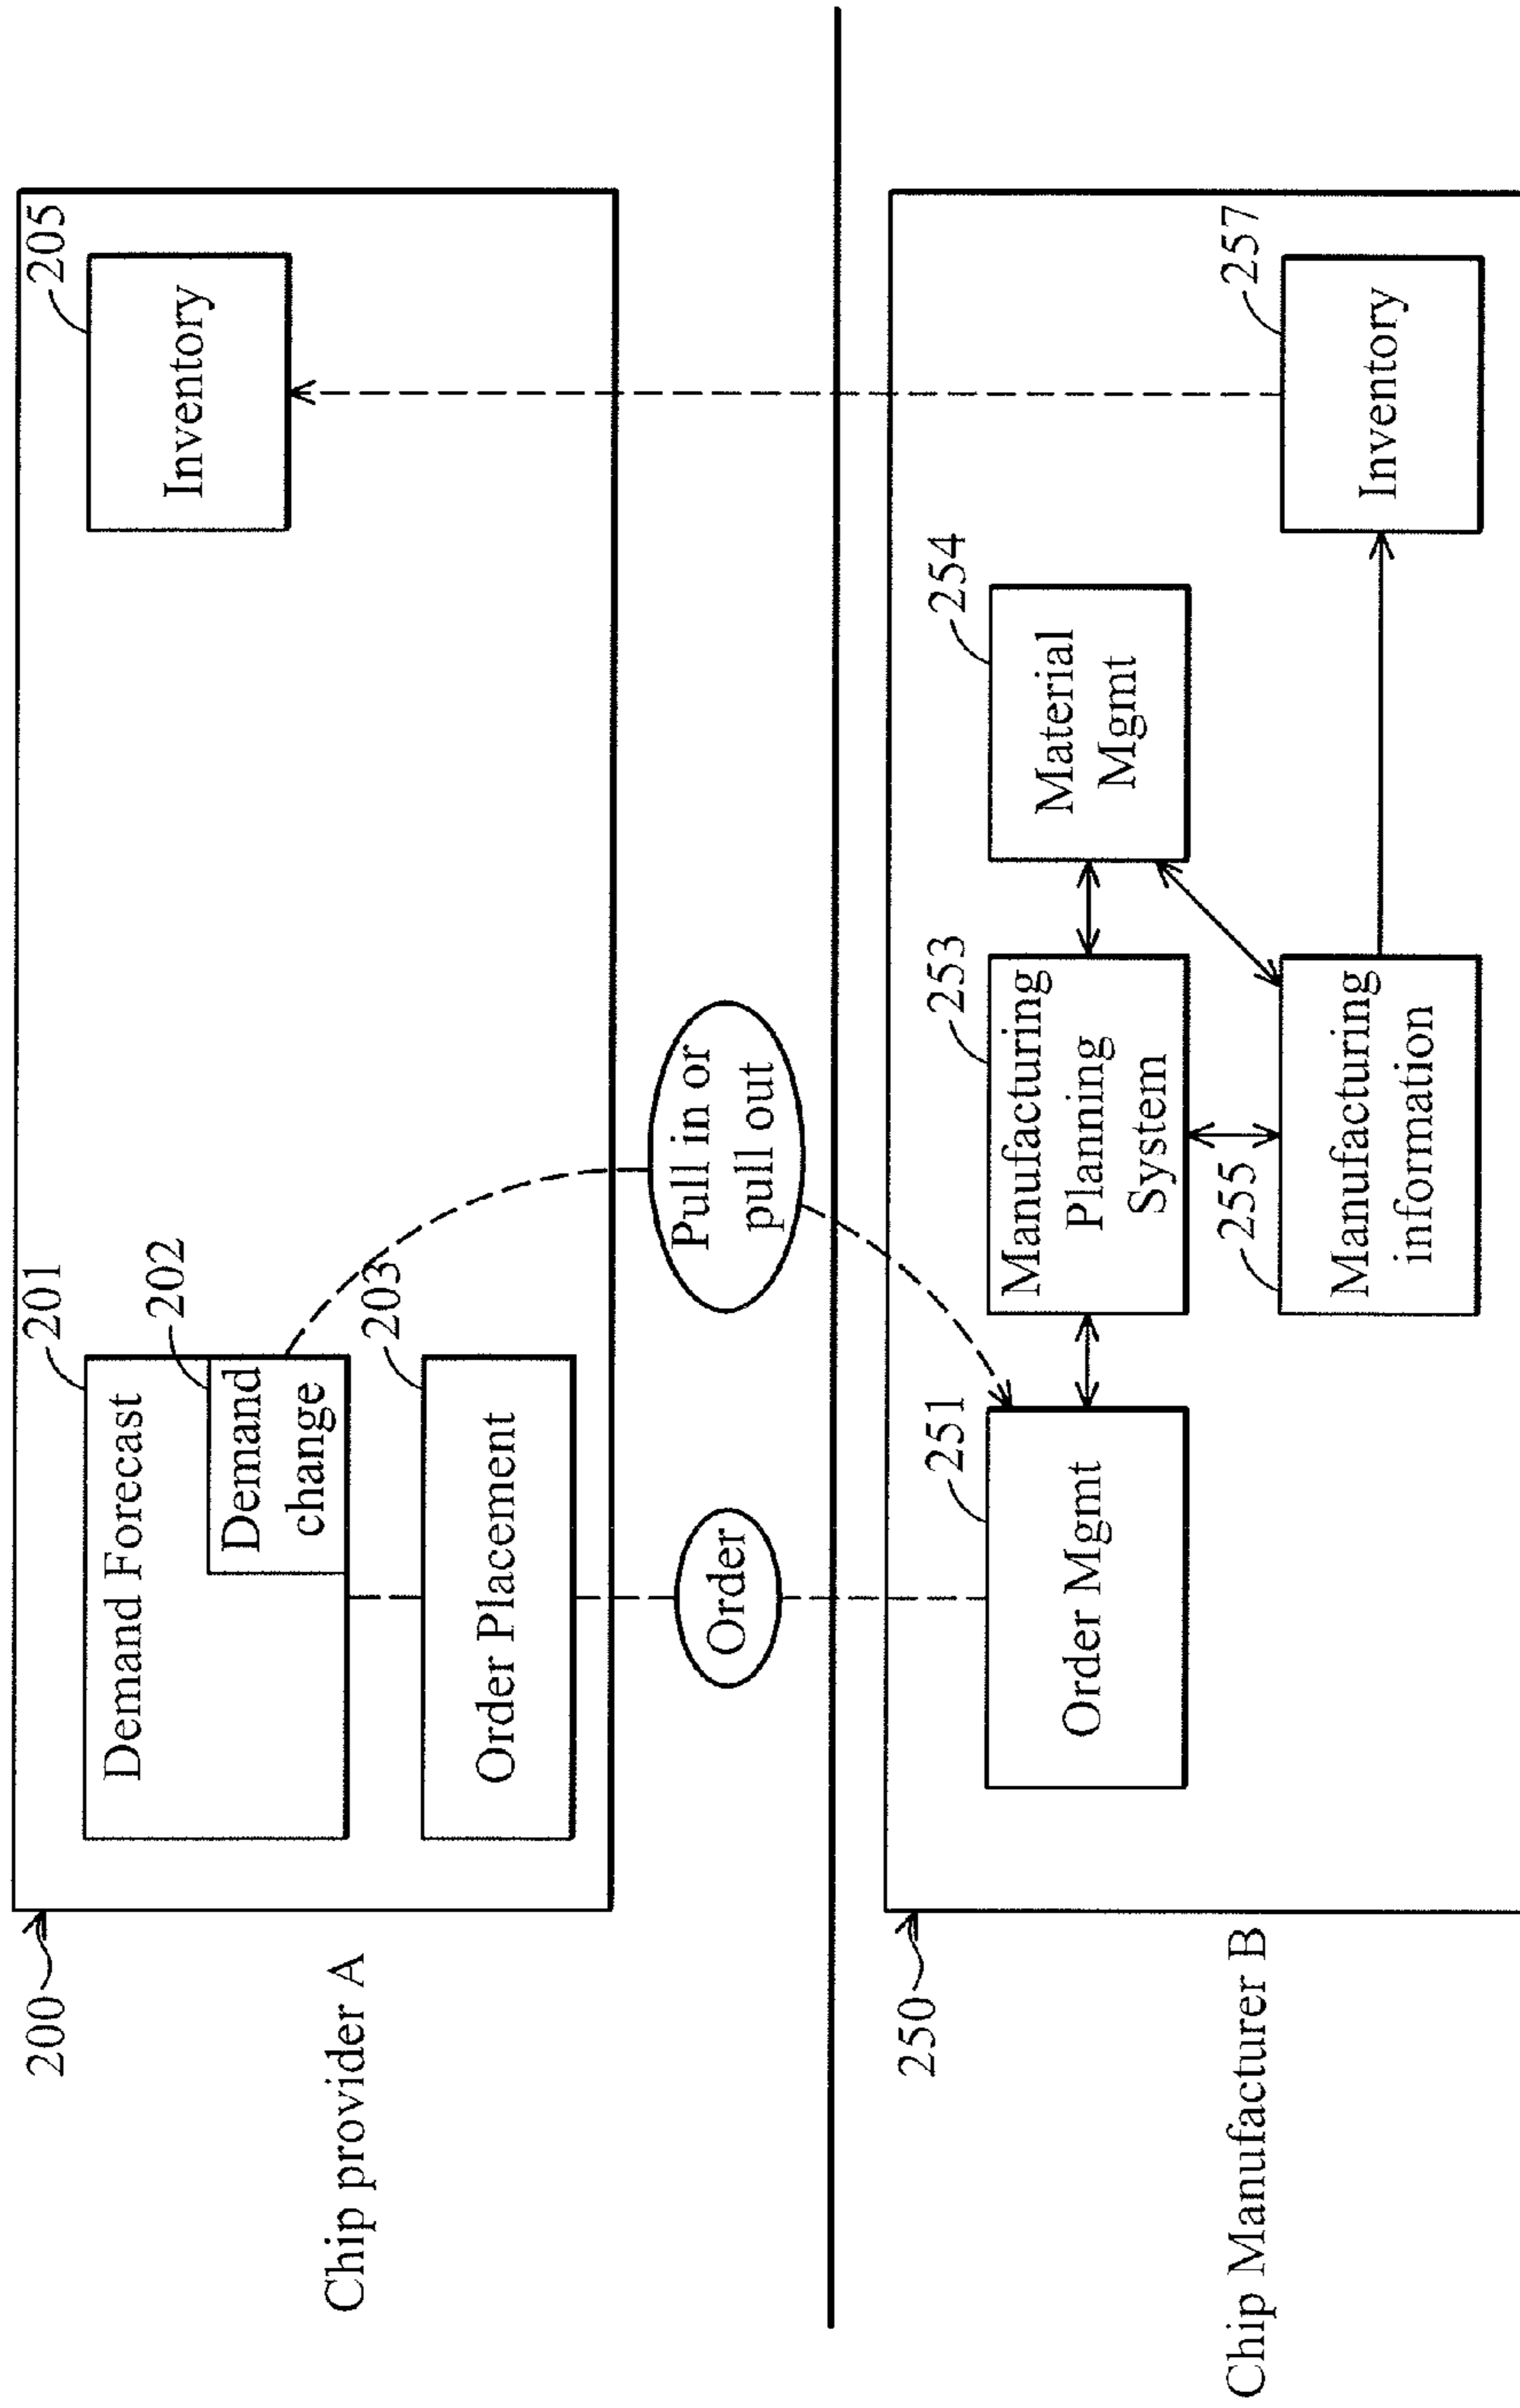 200
Chip provider A
201
Demand Forecast
202
Demand
change
203
Order Placement
205
Inventory
Order
Pull in or
pull out
250
Chip Manufacturer B
251
Order Mgmt
253
Manufacturing
Planning
System
254
Material
Mgmt
255
Manufacturing
information
257
Inventory